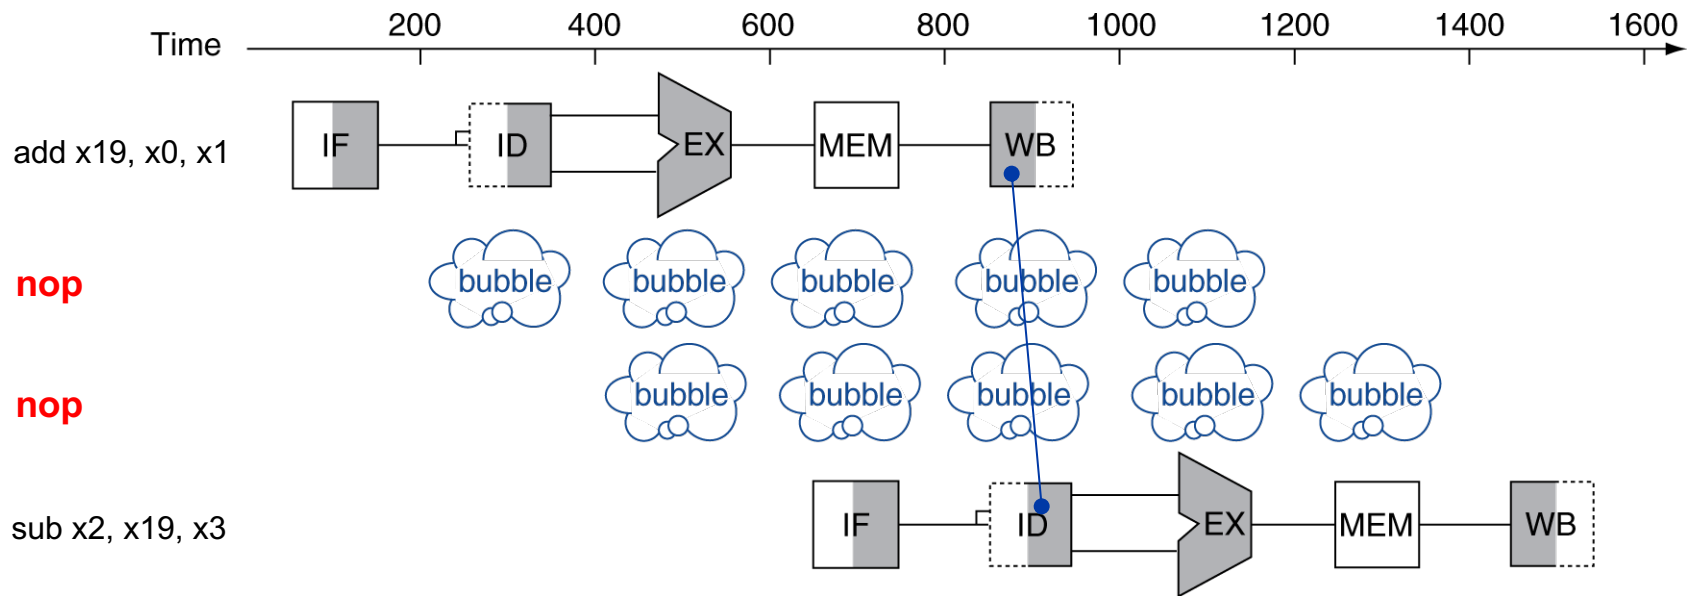 200 400 600 800 1000 1200 1400 1600
Time
add x19, x0, x1 IF ID EX MEM WB
nop bubble bubble bubble bubble bubble
nop bubble bubble bubble bubble bubble
sub x2, x19, x3 IF ID EX MEM WB